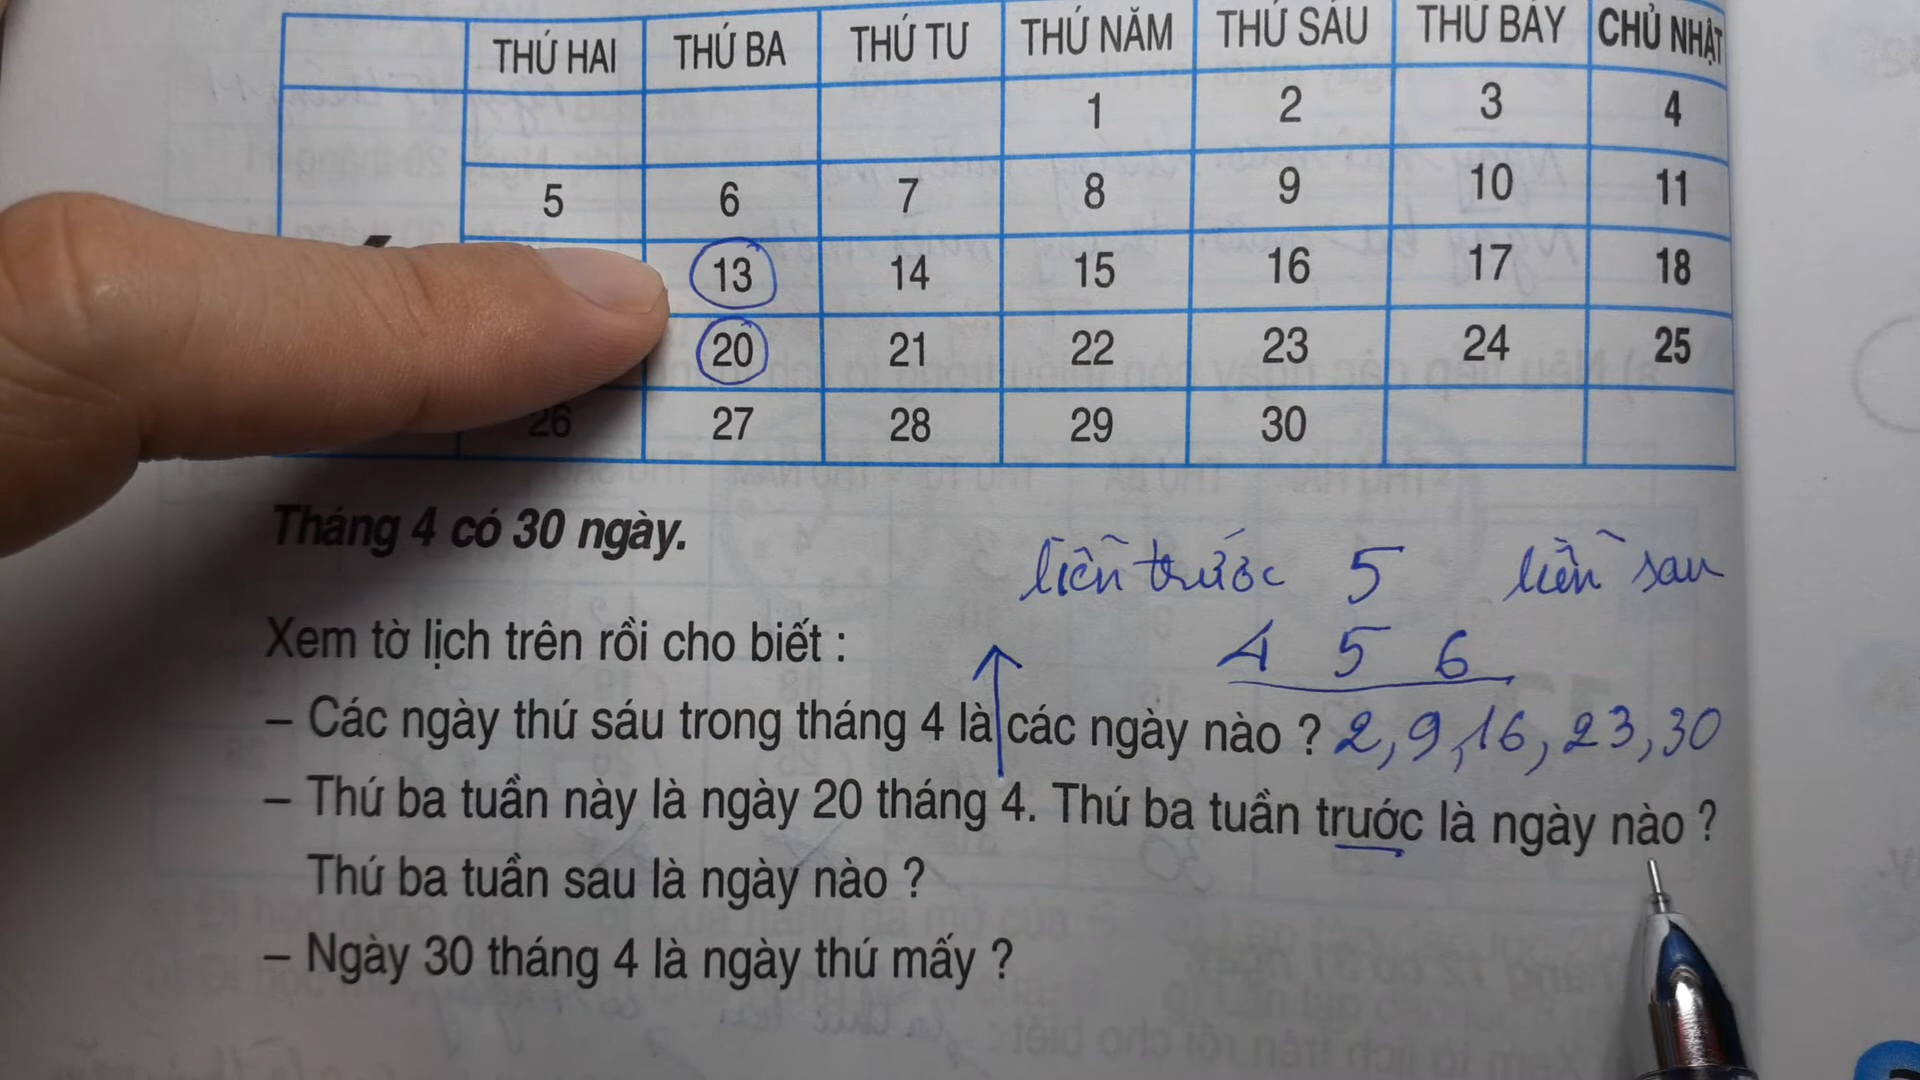 THỨ HAI THỨ BA THỨ TƯ THỨ NĂM THỨ SÁU THỨ BẢY CHỦ NHẬT
1 2 3 4
5 6 7 8 9 10 11
13 14 15 16 17 18
20 21 22 23 24 25
26 27 28 29 30
Tháng 4 có 30 ngày.
liền trước 5 liền sau
Xem tờ lịch trên rồi cho biết :
4 5 6
– Các ngày thứ sáu trong tháng 4 là các ngày nào ? 2, 9, 16, 23, 30
– Thứ ba tuần này là ngày 20 tháng 4. Thứ ba tuần trước là ngày nào ?
Thứ ba tuần sau là ngày nào ?
– Ngày 30 tháng 4 là ngày thứ mấy ?